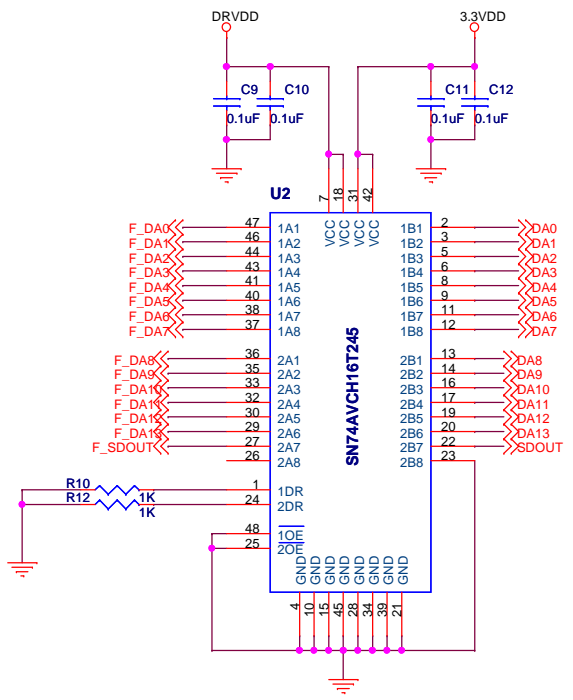 DRVDD 3.3VDD
C9 C10 C11 C12
0.1uF 0.1uF 0.1uF 0.1uF
U2
7 18 31 42
VCC VCC VCC VCC
F_DA0 47 1A1 1B1 2 DA0
F_DA1 46 1A2 1B2 3 DA1
F_DA2 44 1A3 1B3 5 DA2
F_DA3 43 1A4 1B4 6 DA3
F_DA4 41 1A5 1B5 8 DA4
F_DA5 40 1A6 1B6 9 DA5
F_DA6 38 1A7 1B7 11 DA6
F_DA7 37 1A8 1B8 12 DA7
SN74AVCH16T245
F_DA8 36 2A1 2B1 13 DA8
F_DA9 35 2A2 2B2 14 DA9
F_DA10 33 2A3 2B3 16 DA10
F_DA11 32 2A4 2B4 17 DA11
F_DA12 30 2A5 2B5 19 DA12
F_DA13 29 2A6 2B6 20 DA13
F_SDOUT 27 2A7 2B7 22 SDOUT
26 2A8 2B8 23
R10 1K 1 1DR
R12 1K 24 2DR
48 1OE
25 2OE
GND GND GND GND GND GND GND GND
4 10 15 45 28 34 39 21